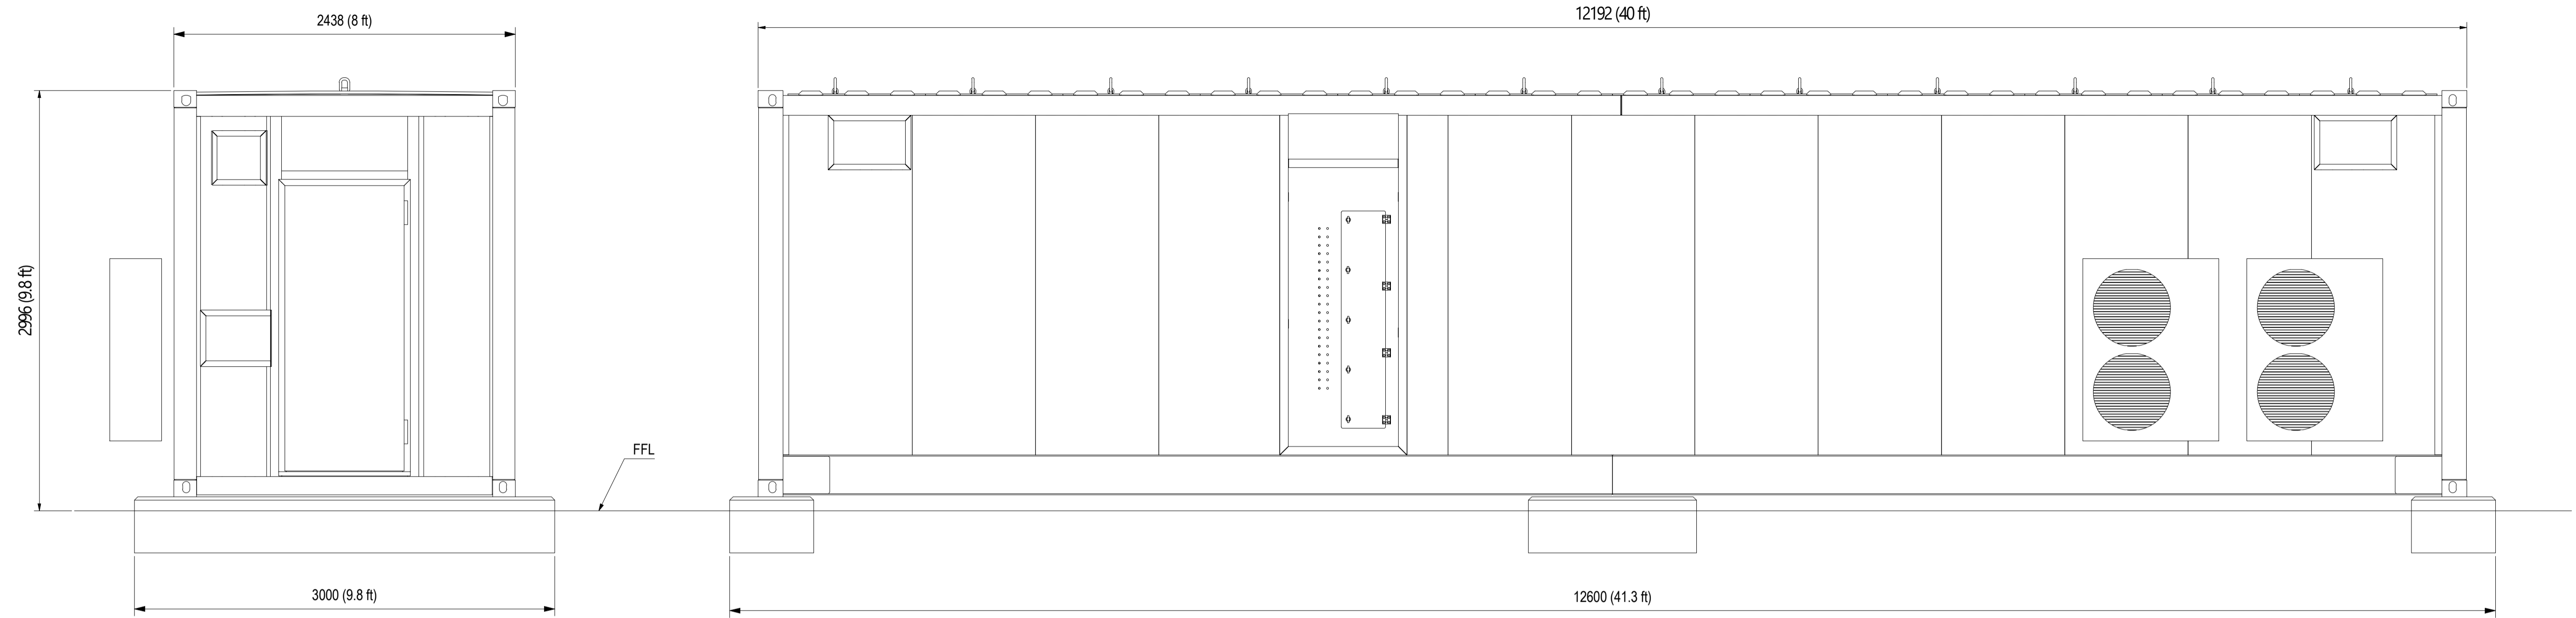 2438 (8 ft)
12192 (40 ft)
2996 (9.8 ft)
FFL
3000 (9.8 ft)
12600 (41.3 ft)